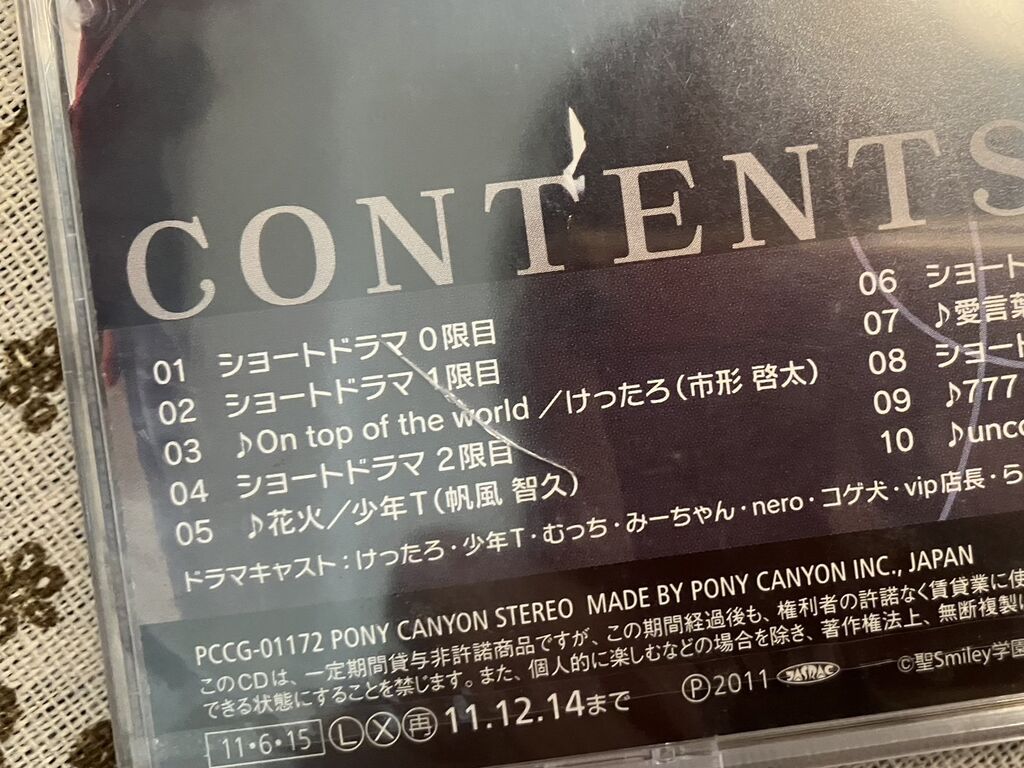 CONTENTS
01 ショートドラマ 0限目
02 ショートドラマ 1限目
03 ♪On top of the world／けったろ(市形 啓太)
04 ショートドラマ 2限目
05 ♪花火／少年T(帆風 智久)
06 ショート
07 ♪愛言葉
08 ショート
09 ♪777
10 ♪unco
ドラマキャスト：けったろ・少年T・むっち・みーちゃん・nero・コゲ犬・vip店長・ら
PCCG-01172 PONY CANYON STEREO MADE BY PONY CANYON INC., JAPAN
このCDは、一定期間貸与非許諾商品ですが、この期間経過後も、権利者の許諾なく賃貸業に使
できる状態にすることを禁じます。また、個人的に楽しむなどの場合を除き、著作権法上、無断複製は
11・6・15 Ⓛ Ⓧ ㊢ 11.12.14まで Ⓟ2011 JASRAC ©聖Smiley学園